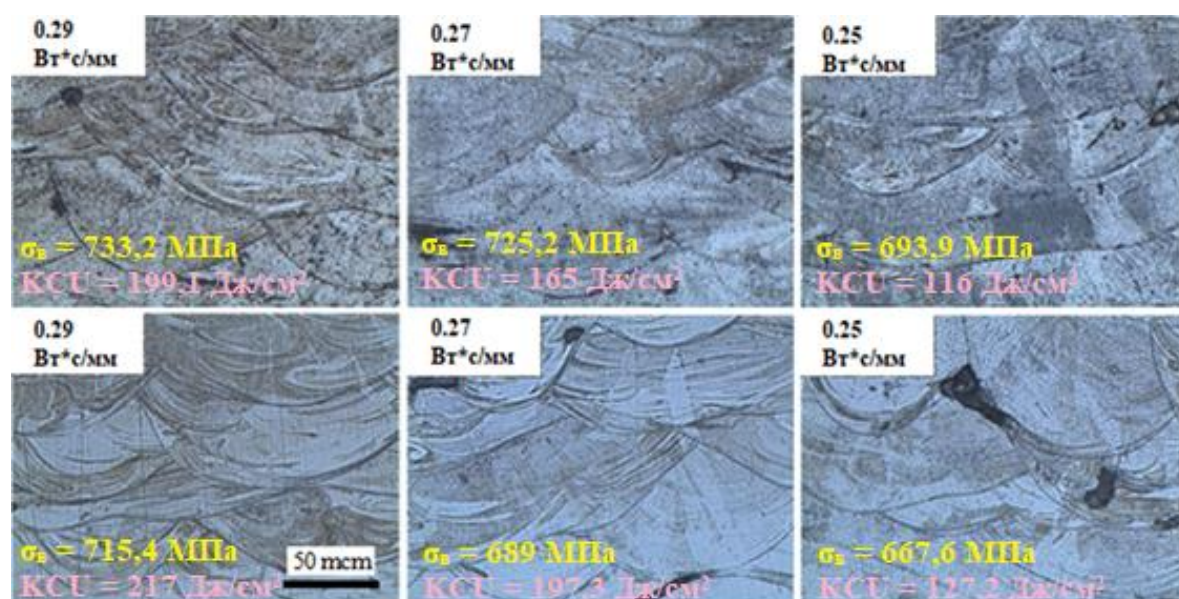 0.29
Вт*с/мм
σв = 733,2 МПа
KCU = 199,1 Дж/см²
0.27
Вт*с/мм
σв = 725,2 МПа
KCU = 165 Дж/см²
0.25
Вт*с/мм
σв = 693,9 МПа
KCU = 116 Дж/см²
0.29
Вт*с/мм
σв = 715,4 МПа
50 mcm
KCU = 217 Дж/см²
0.27
Вт*с/мм
σв = 689 МПа
KCU = 197,3 Дж/см²
0.25
Вт*с/мм
σв = 667,6 МПа
KCU = 127,2 Дж/см²